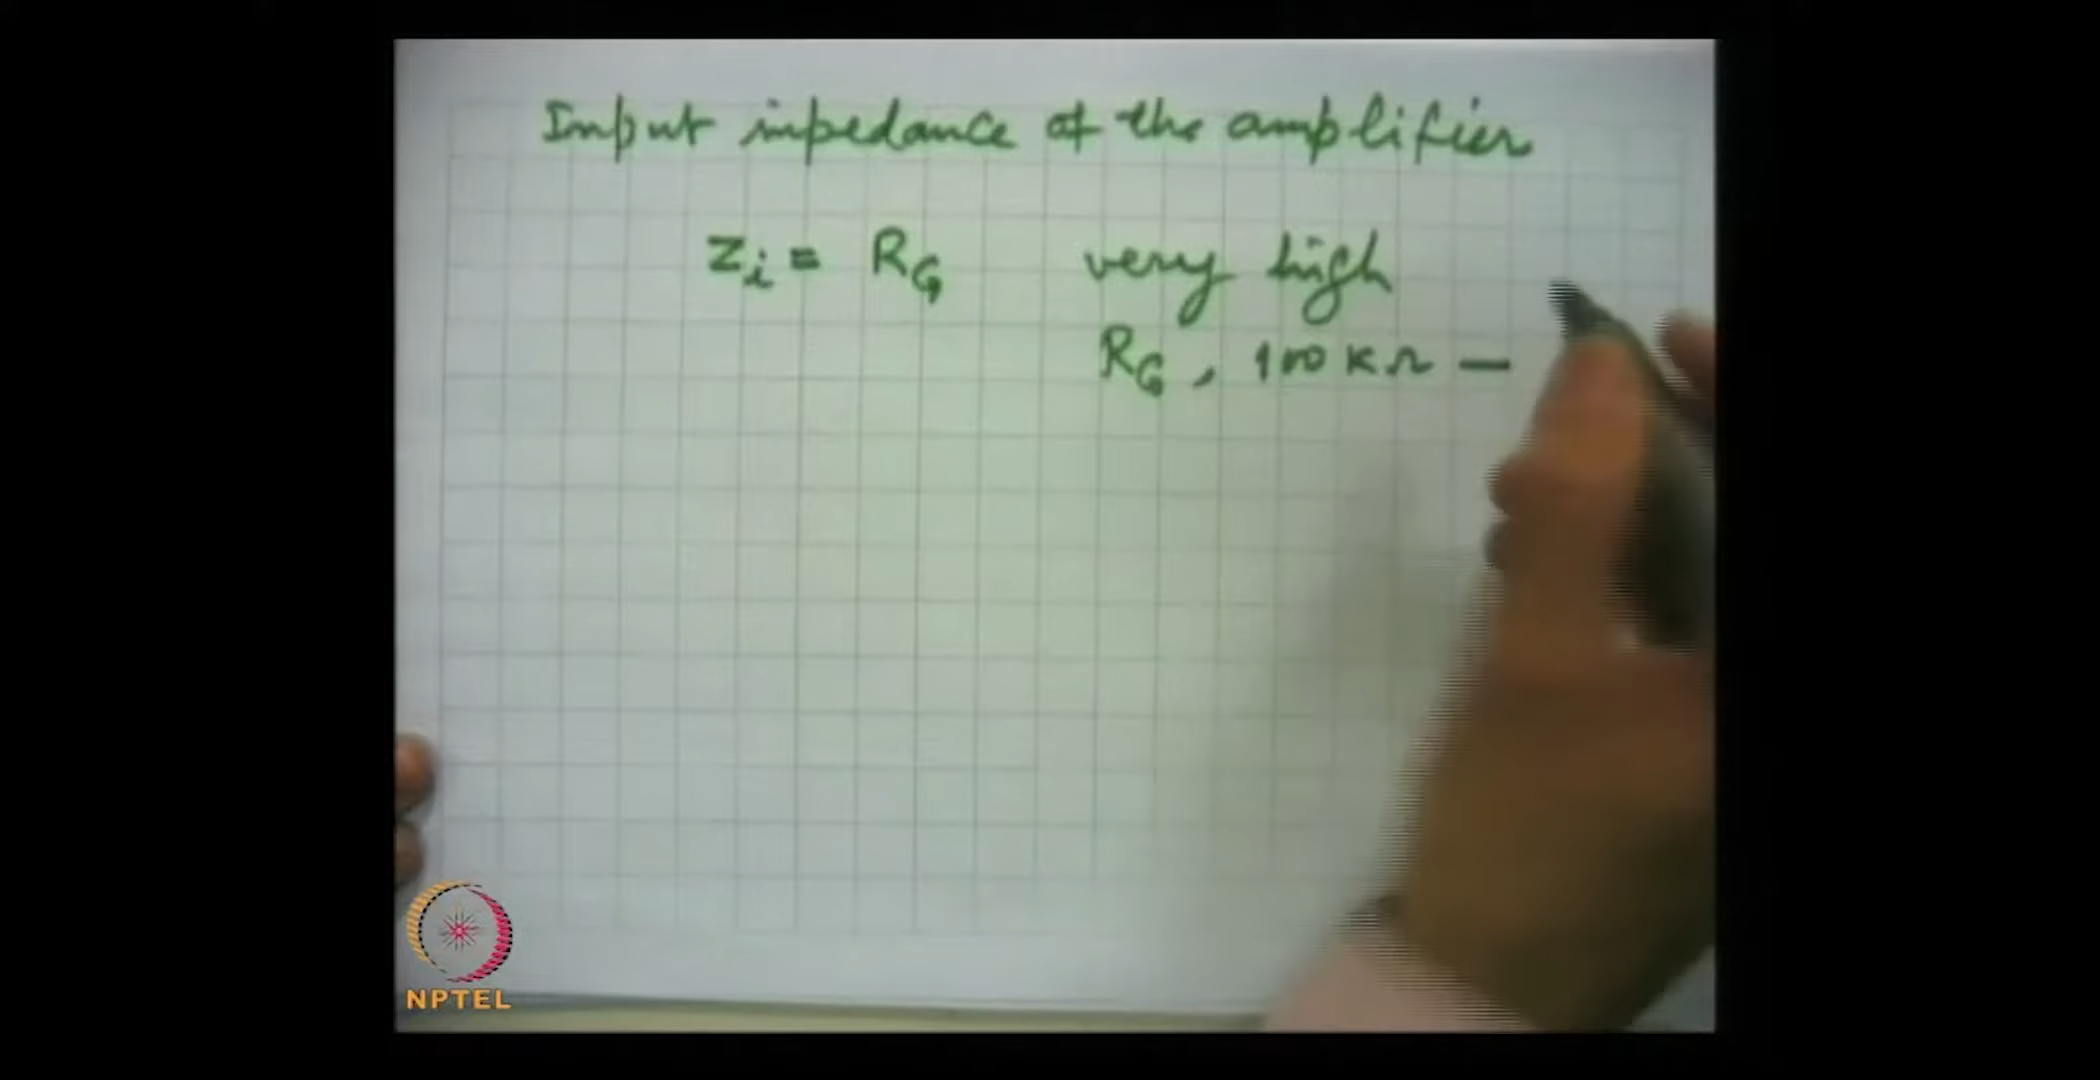 Input impedance of the amplifier
Zi = RG very high
RG, 100 KΩ —
NPTEL